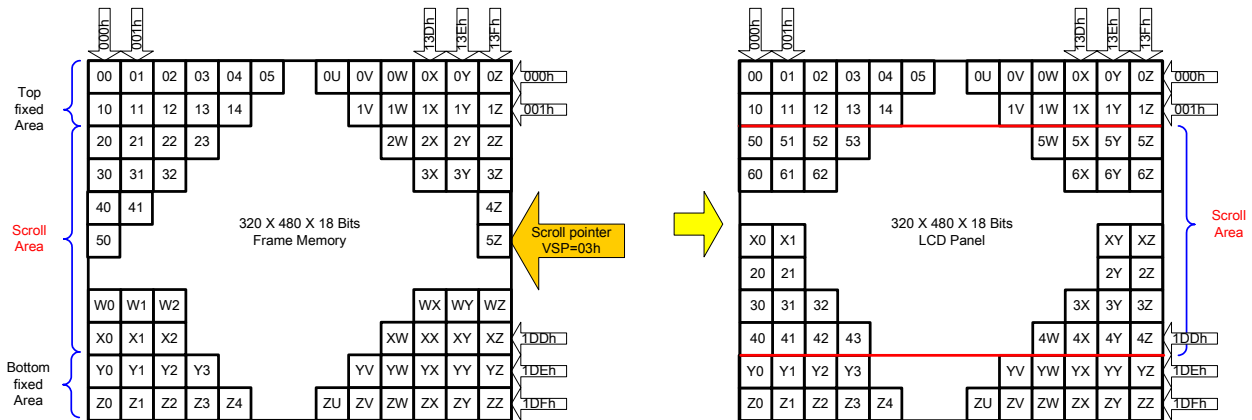 000h 001h 13Dh 13Eh 13Fh
00 01 02 03 04 05 0U 0V 0W 0X 0Y 0Z 000h
10 11 12 13 14 1V 1W 1X 1Y 1Z 001h
20 21 22 23 2W 2X 2Y 2Z
30 31 32 3X 3Y 3Z
40 41 4Z
50 5Z
W0 W1 W2 WX WY WZ
X0 X1 X2 XW XX XY XZ 1DDh
Y0 Y1 Y2 Y3 YV YW YX YY YZ 1DEh
Z0 Z1 Z2 Z3 Z4 ZU ZV ZW ZX ZY ZZ 1DFh
Top
fixed
Area
Scroll
Area
Bottom
fixed
Area
320 X 480 X 18 Bits
Frame Memory
Scroll pointer
VSP=03h
000h 001h 13Dh 13Eh 13Fh
00 01 02 03 04 05 0U 0V 0W 0X 0Y 0Z 000h
10 11 12 13 14 1V 1W 1X 1Y 1Z 001h
50 51 52 53 5W 5X 5Y 5Z
60 61 62 6X 6Y 6Z
X0 X1 XY XZ
20 21 2Y 2Z
30 31 32 3X 3Y 3Z
40 41 42 43 4W 4X 4Y 4Z 1DDh
Y0 Y1 Y2 Y3 YV YW YX YY YZ 1DEh
Z0 Z1 Z2 Z3 Z4 ZU ZV ZW ZX ZY ZZ 1DFh
320 X 480 X 18 Bits
LCD Panel
Scroll
Area